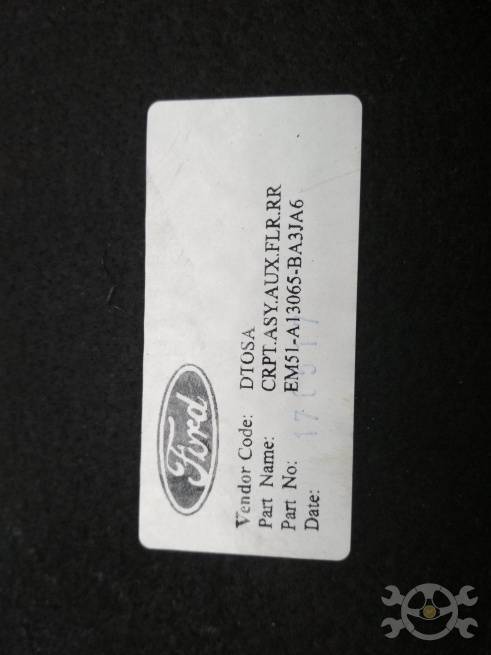 Ford
Vendor Code: DTOSA
Part Name: CRPT.ASY.AUX.FLR.RR
Part No: EM51-A13065-BA3JA6
Date: